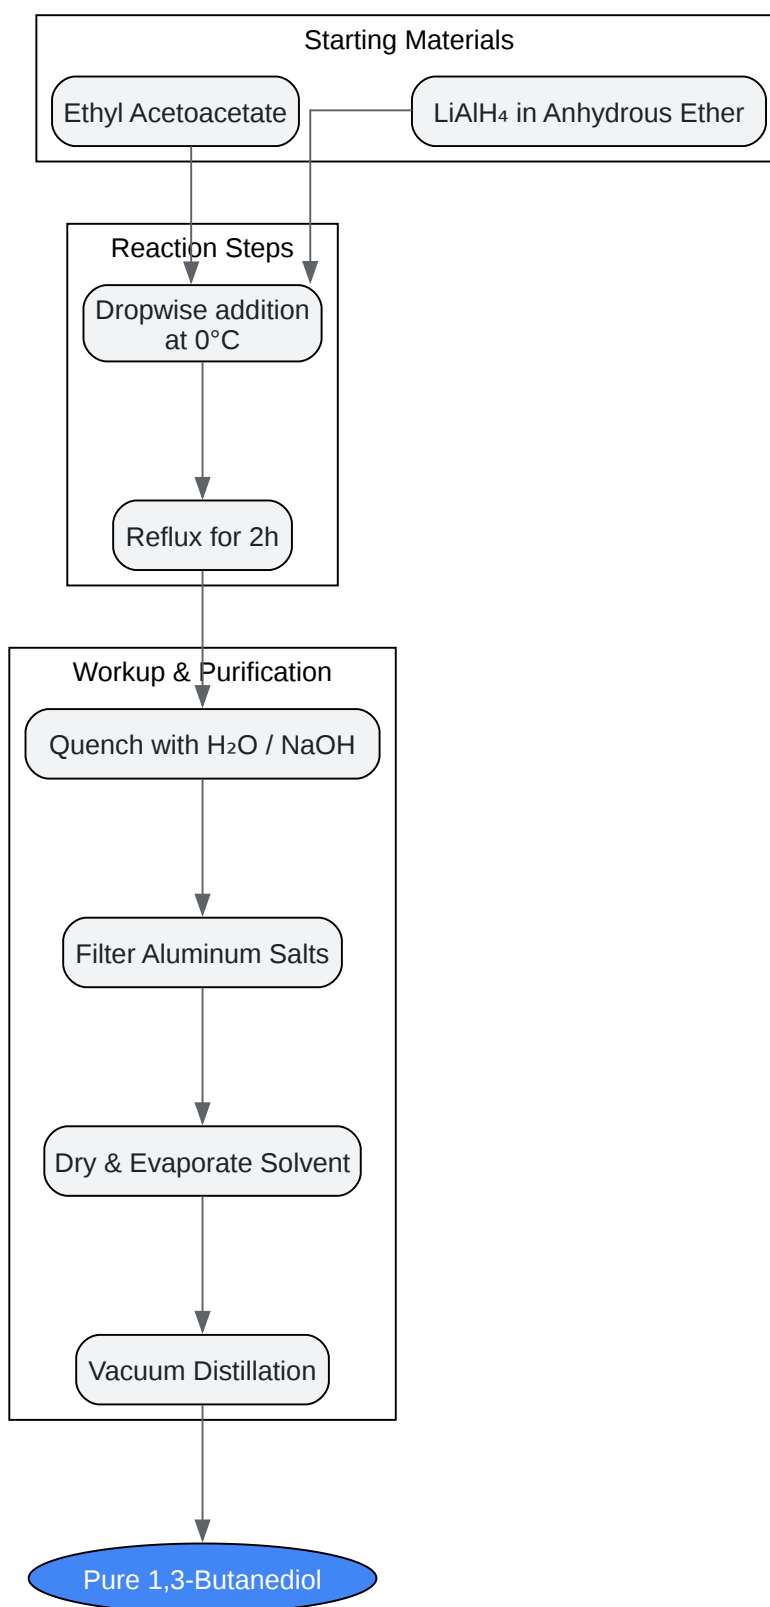 Starting Materials
Ethyl Acetoacetate
LiAlH₄ in Anhydrous Ether
Reaction Steps
Dropwise addition
at 0°C
Reflux for 2h
Workup & Purification
Quench with H₂O / NaOH
Filter Aluminum Salts
Dry & Evaporate Solvent
Vacuum Distillation
Pure 1,3-Butanediol